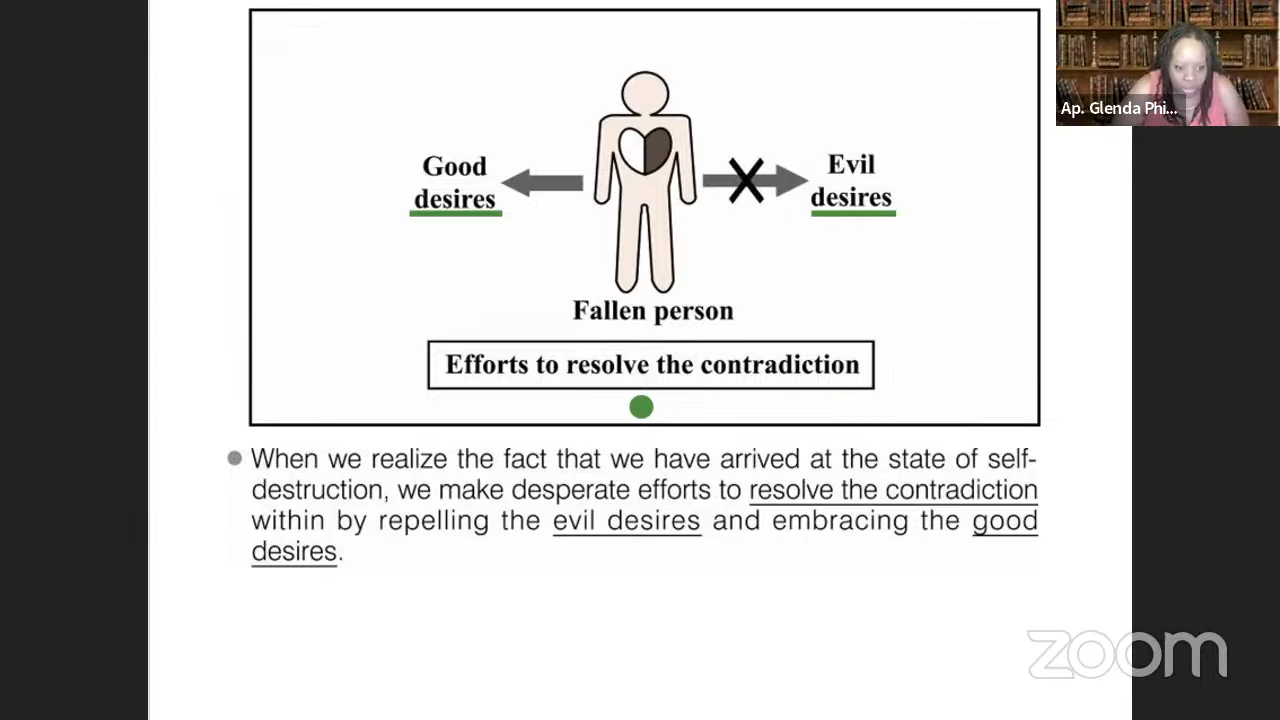 Ap. Glenda Phi...
Good
desires
Evil
desires
Fallen person
Efforts to resolve the contradiction
When we realize the fact that we have arrived at the state of self-
destruction, we make desperate efforts to resolve the contradiction
within by repelling the evil desires and embracing the good
desires.
zoom